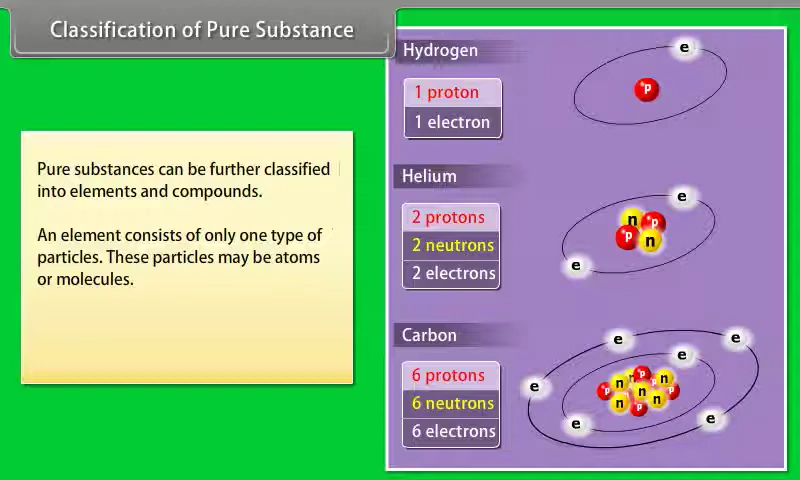 Classification of Pure Substance
Pure substances can be further classified
into elements and compounds.
An element consists of only one type of
particles. These particles may be atoms
or molecules.
Hydrogen
1 proton
1 electron
e
p
Helium
2 protons
2 neutrons
2 electrons
e
n
p
p
n
e
Carbon
6 protons
6 neutrons
6 electrons
e
e
e
e
p
n
n
p
p
n
p
p
n
n
n
p
e
e